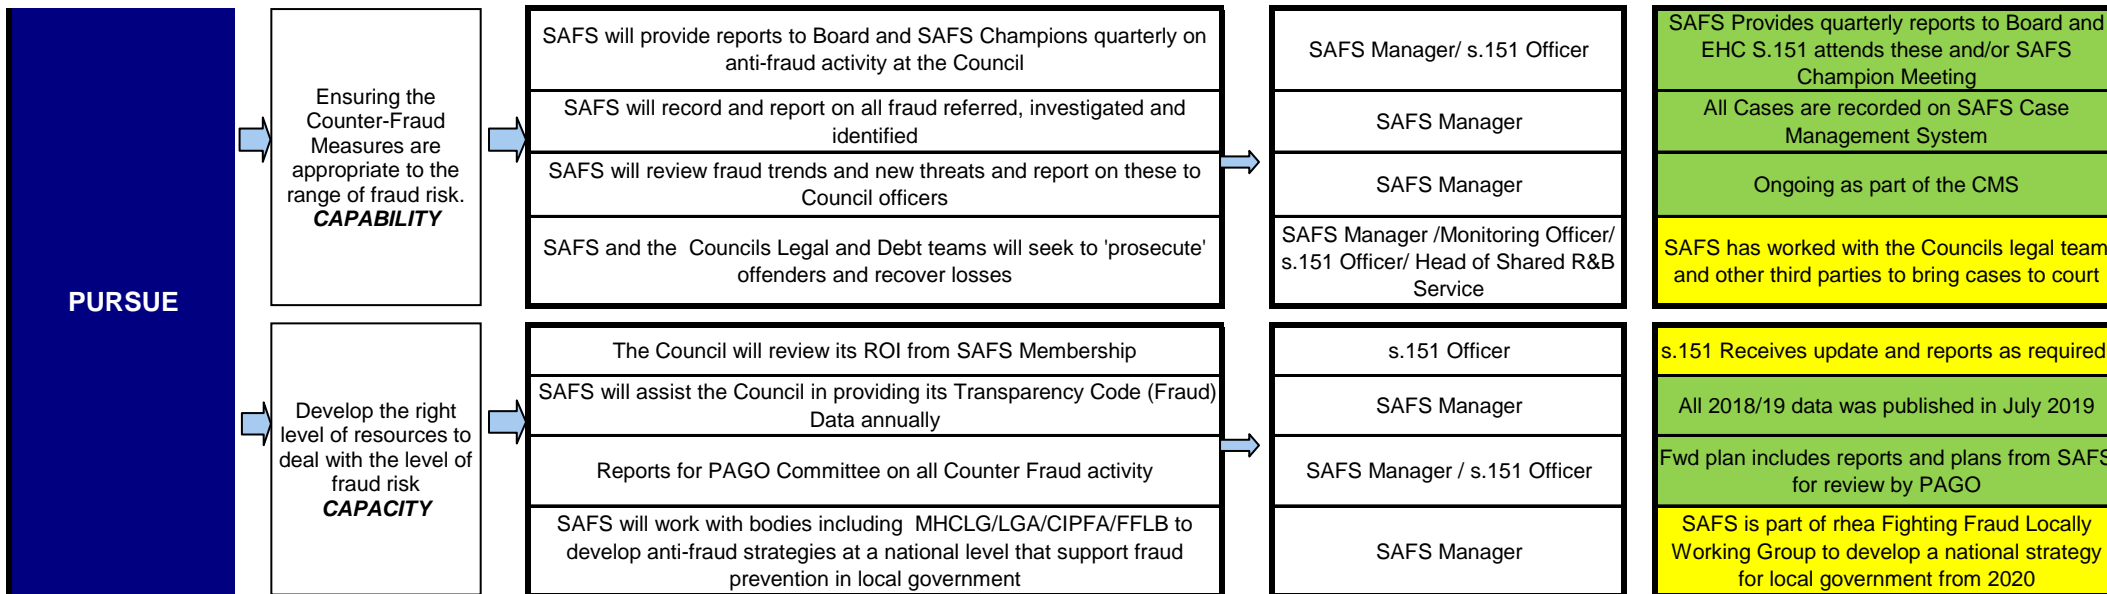 PURSUE
Ensuring the
Counter-Fraud
Measures are
appropriate to the
range of fraud risk.
CAPABILITY
SAFS will provide reports to Board and SAFS Champions quarterly on
anti-fraud activity at the Council
SAFS Manager/ s.151 Officer
SAFS Provides quarterly reports to Board and
EHC S.151 attends these and/or SAFS
Champion Meeting
SAFS will record and report on all fraud referred, investigated and
identified
SAFS Manager
All Cases are recorded on SAFS Case
Management System
SAFS will review fraud trends and new threats and report on these to
Council officers
SAFS Manager
Ongoing as part of the CMS
SAFS and the Councils Legal and Debt teams will seek to 'prosecute'
offenders and recover losses
SAFS Manager /Monitoring Officer/
s.151 Officer/ Head of Shared R&B
Service
SAFS has worked with the Councils legal team
and other third parties to bring cases to court
Develop the right
level of resources to
deal with the level of
fraud risk
CAPACITY
The Council will review its ROI from SAFS Membership
s.151 Officer
s.151 Receives update and reports as required
SAFS will assist the Council in providing its Transparency Code (Fraud)
Data annually
SAFS Manager
All 2018/19 data was published in July 2019
Reports for PAGO Committee on all Counter Fraud activity
SAFS Manager / s.151 Officer
Fwd plan includes reports and plans from SAFS
for review by PAGO
SAFS will work with bodies including MHCLG/LGA/CIPFA/FFLB to
develop anti-fraud strategies at a national level that support fraud
prevention in local government
SAFS Manager
SAFS is part of rhea Fighting Fraud Locally
Working Group to develop a national strategy
for local government from 2020